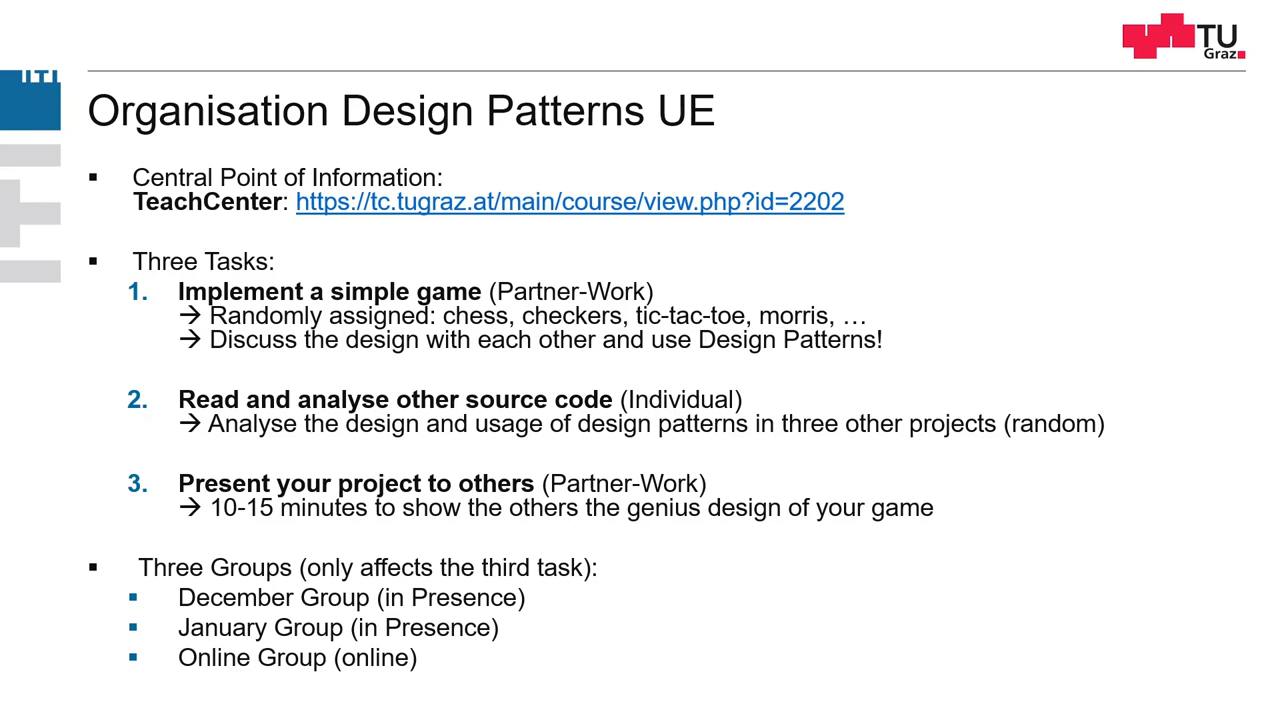 TU
Graz
Organisation Design Patterns UE
▪ Central Point of Information:
TeachCenter: https://tc.tugraz.at/main/course/view.php?id=2202
▪ Three Tasks:
1. Implement a simple game (Partner-Work)
→ Randomly assigned: chess, checkers, tic-tac-toe, morris, …
→ Discuss the design with each other and use Design Patterns!
2. Read and analyse other source code (Individual)
→ Analyse the design and usage of design patterns in three other projects (random)
3. Present your project to others (Partner-Work)
→ 10-15 minutes to show the others the genius design of your game
▪ Three Groups (only affects the third task):
▪ December Group (in Presence)
▪ January Group (in Presence)
▪ Online Group (online)